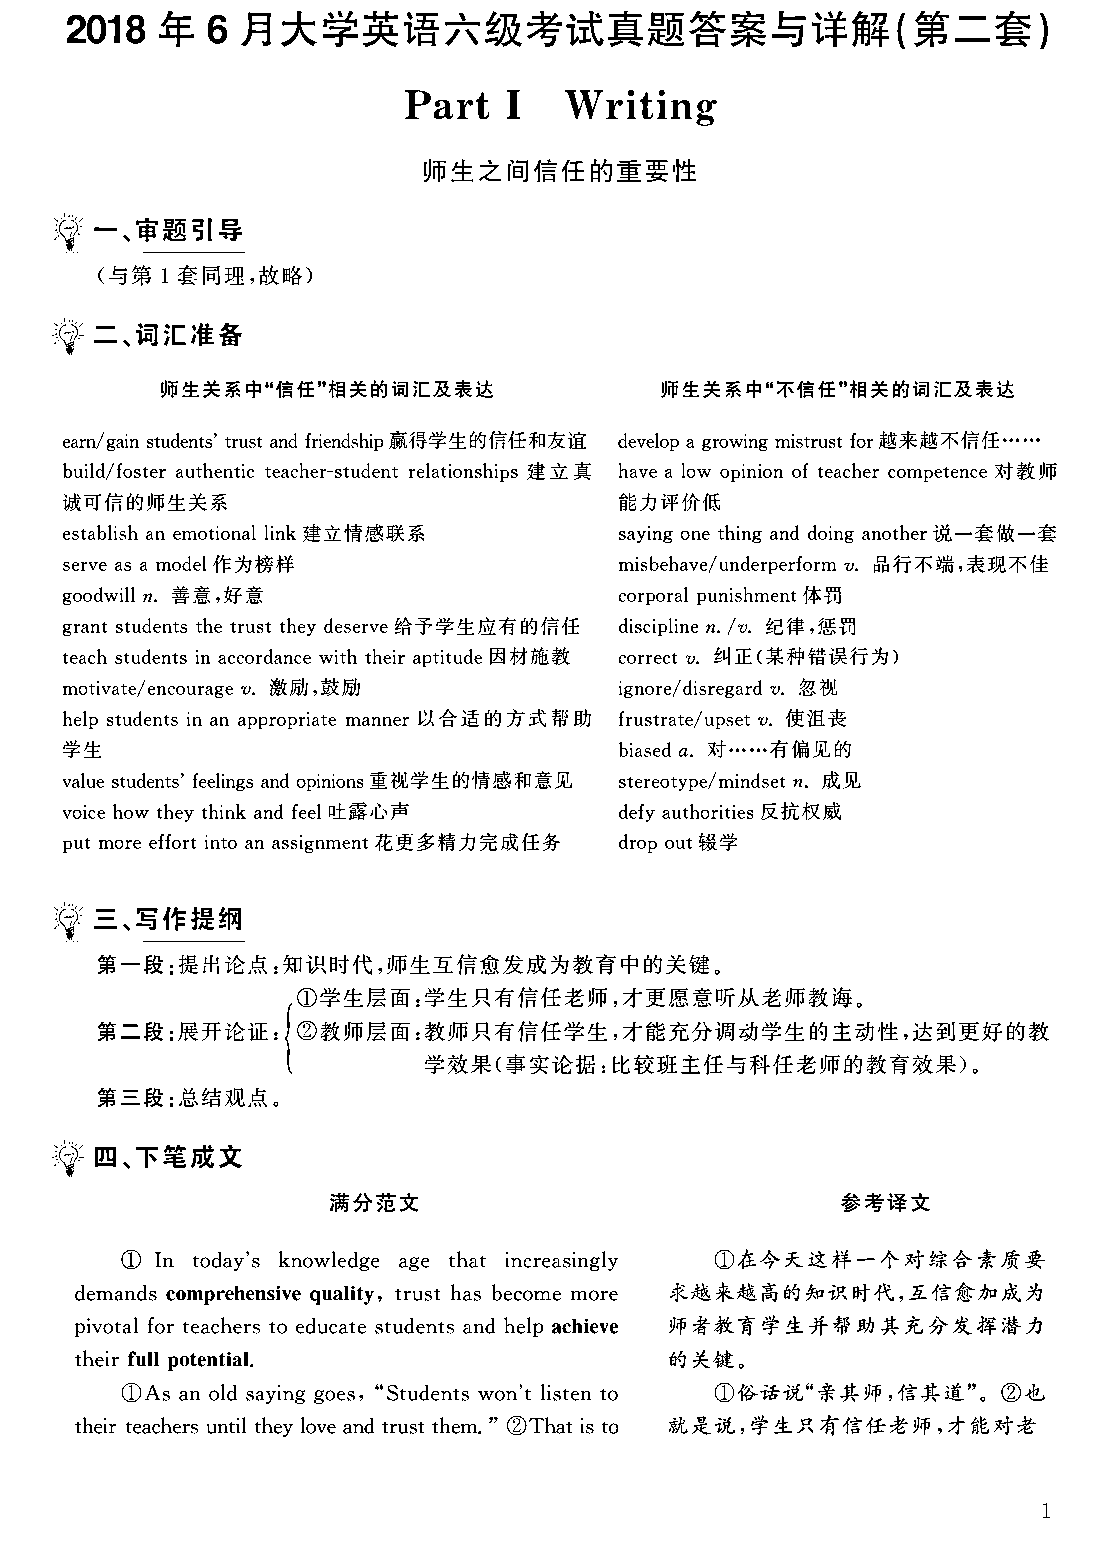 2018 年 6 月大学英语六级考试真题答案与详解(第二套)
Part I Writing
师生之间信任的重要性
一、审题引导
(与第 1 套同理,故略)
二、词汇准备
师生关系中“信任”相关的词汇及表达
earn/gain students’ trust and friendship 赢得学生的信任和友谊
build/foster authentic teacher-student relationships 建立真
诚可信的师生关系
establish an emotional link 建立情感联系
serve as a model 作为榜样
goodwill n. 善意,好意
grant students the trust they deserve 给予学生应有的信任
teach students in accordance with their aptitude 因材施教
motivate/encourage v. 激励,鼓励
help students in an appropriate manner 以合适的方式帮助
学生
value students’ feelings and opinions 重视学生的情感和意见
voice how they think and feel 吐露心声
put more effort into an assignment 花更多精力完成任务
师生关系中“不信任”相关的词汇及表达
develop a growing mistrust for 越来越不信任……
have a low opinion of teacher competence 对教师
能力评价低
saying one thing and doing another 说一套做一套
misbehave/underperform v. 品行不端,表现不佳
corporal punishment 体罚
discipline n. /v. 纪律,惩罚
correct v. 纠正(某种错误行为)
ignore/disregard v. 忽视
frustrate/upset v. 使沮丧
biased a. 对……有偏见的
stereotype/mindset n. 成见
defy authorities 反抗权威
drop out 辍学
三、写作提纲
第一段:提出论点:知识时代,师生互信愈发成为教育中的关键。
①学生层面:学生只有信任老师,才更愿意听从老师教诲。
第二段:展开论证:②教师层面:教师只有信任学生,才能充分调动学生的主动性,达到更好的教
学效果(事实论据:比较班主任与科任老师的教育效果)。
第三段:总结观点。
四、下笔成文
满分范文
① In today’s knowledge age that increasingly
demands comprehensive quality, trust has become more
pivotal for teachers to educate students and help achieve
their full potential.
①As an old saying goes, “Students won’t listen to
their teachers until they love and trust them.” ②That is to
参考译文
①在今天这样一个对综合素质要
求越来越高的知识时代,互信愈加成为
师者教育学生并帮助其充分发挥潜力
的关键。
①俗话说“亲其师,信其道”。②也
就是说,学生只有信任老师,才能对老
1